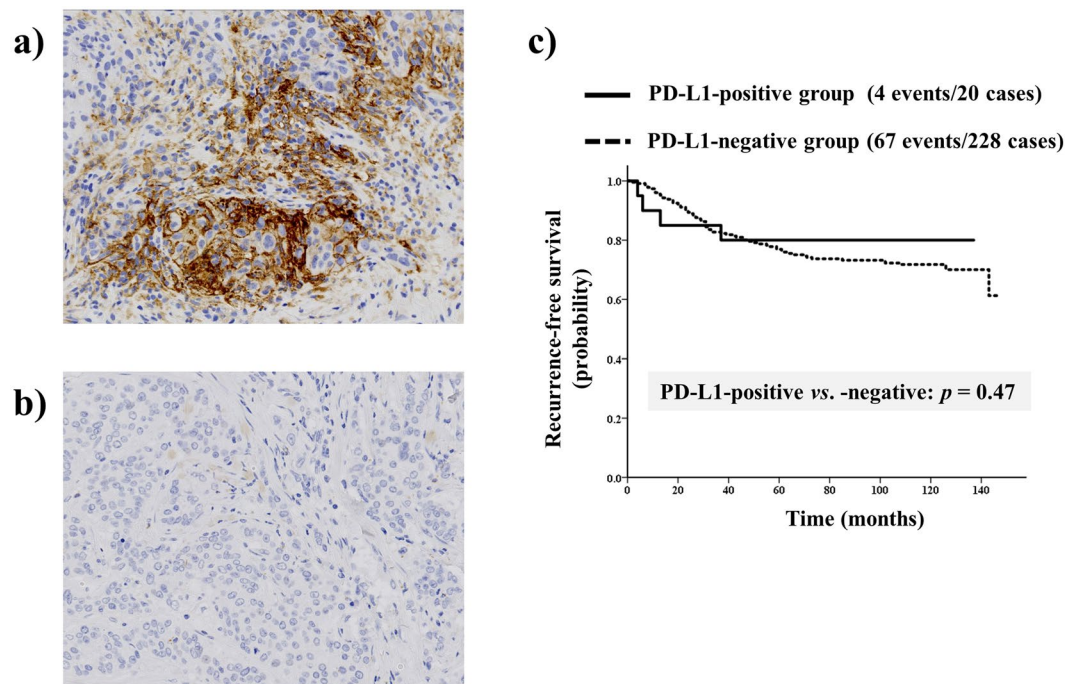 a)
b)
c)
PD-L1-positive group (4 events/20 cases)
PD-L1-negative group (67 events/228 cases)
Recurrence-free survival
(probability)
1.0
0.8
0.6
0.4
0.2
0.0
PD-L1-positive vs. -negative: p = 0.47
0 20 40 60 80 100 120 140
Time (months)